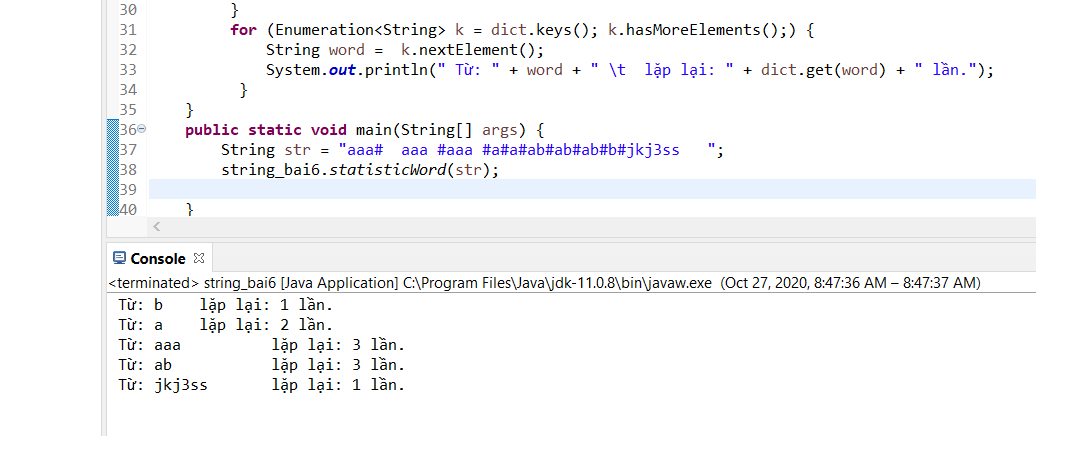 30 }
31 for (Enumeration<String> k = dict.keys(); k.hasMoreElements();) {
32 String word =  k.nextElement();
33 System.out.println(" Từ: " + word + " \t  lặp lại: " + dict.get(word) + " lần.");
34 }
35 }
36 public static void main(String[] args) {
37 String str = "aaa#  aaa #aaa #a#a#ab#ab#ab#b#jkj3ss   ";
38 string_bai6.statisticWord(str);
39
40 }
Console
<terminated> string_bai6 [Java Application] C:\Program Files\Java\jdk-11.0.8\bin\javaw.exe  (Oct 27, 2020, 8:47:36 AM – 8:47:37 AM)
Từ: b    lặp lại: 1 lần.
Từ: a    lặp lại: 2 lần.
Từ: aaa    lặp lại: 3 lần.
Từ: ab    lặp lại: 3 lần.
Từ: jkj3ss    lặp lại: 1 lần.